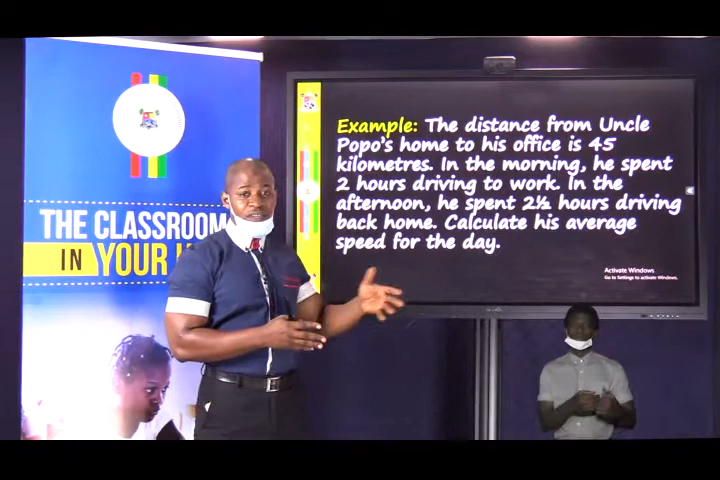 THE CLASSROOM
IN YOUR
Example: The distance from Uncle
Popo's home to his office is 45
kilometres. In the morning, he spent
2 hours driving to work. In the
afternoon, he spent 2½ hours driving
back home. Calculate his average
speed for the day.
Activate Windows
Go to Settings to activate Windows.